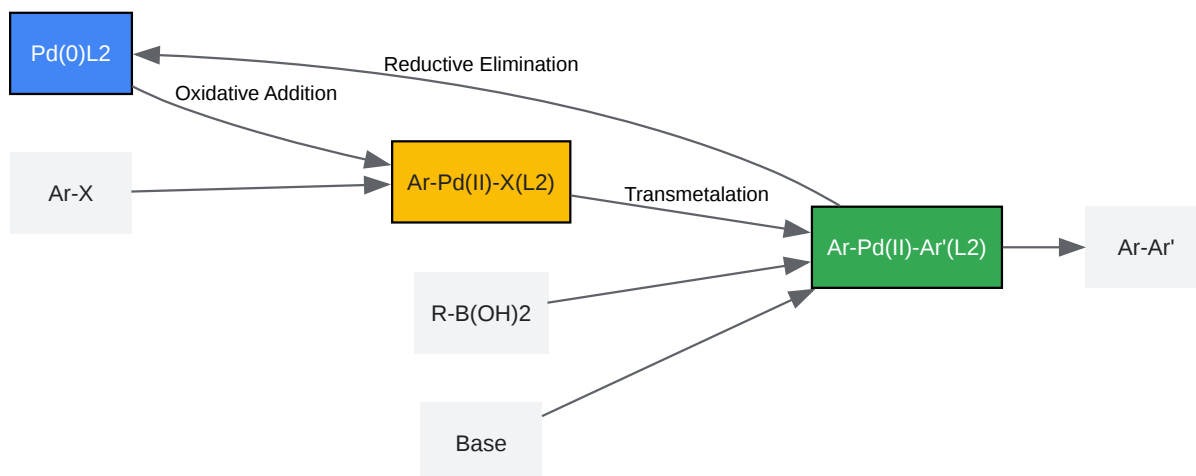 Pd(0)L2
Reductive Elimination
Oxidative Addition
Ar-X
Ar-Pd(II)-X(L2)
Transmetalation
Ar-Pd(II)-Ar'(L2)
Ar-Ar'
R-B(OH)2
Base